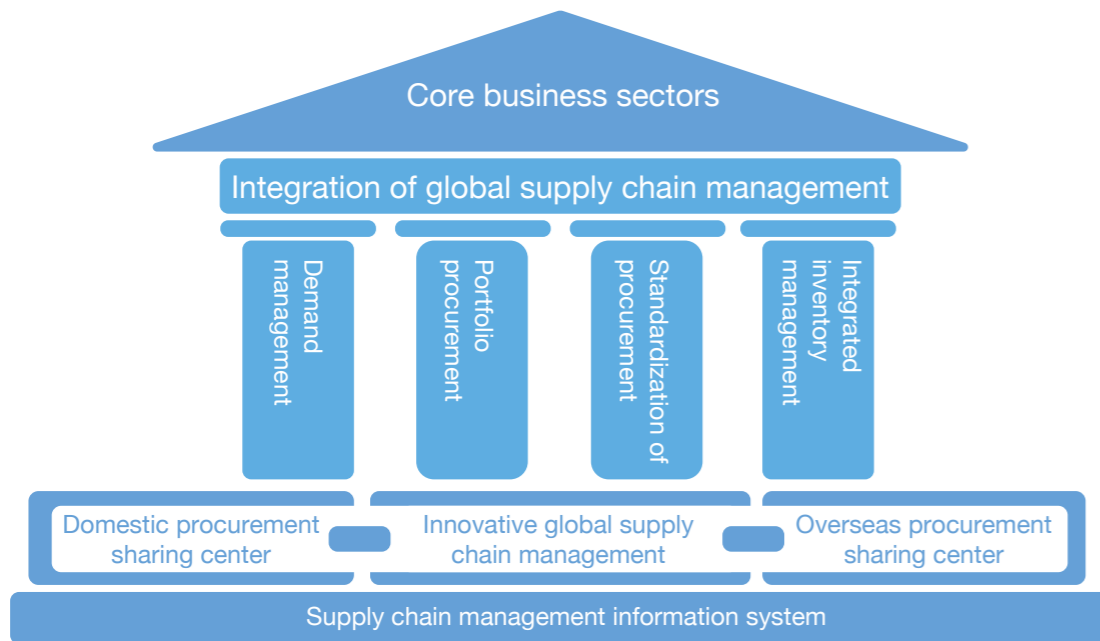 Core business sectors
Integration of global supply chain management
Demand
management
Portfolio
procurement
Standardization of
procurement
Integrated
inventory
management
Domestic procurement
sharing center
Innovative global supply
chain management
Overseas procurement
sharing center
Supply chain management information system